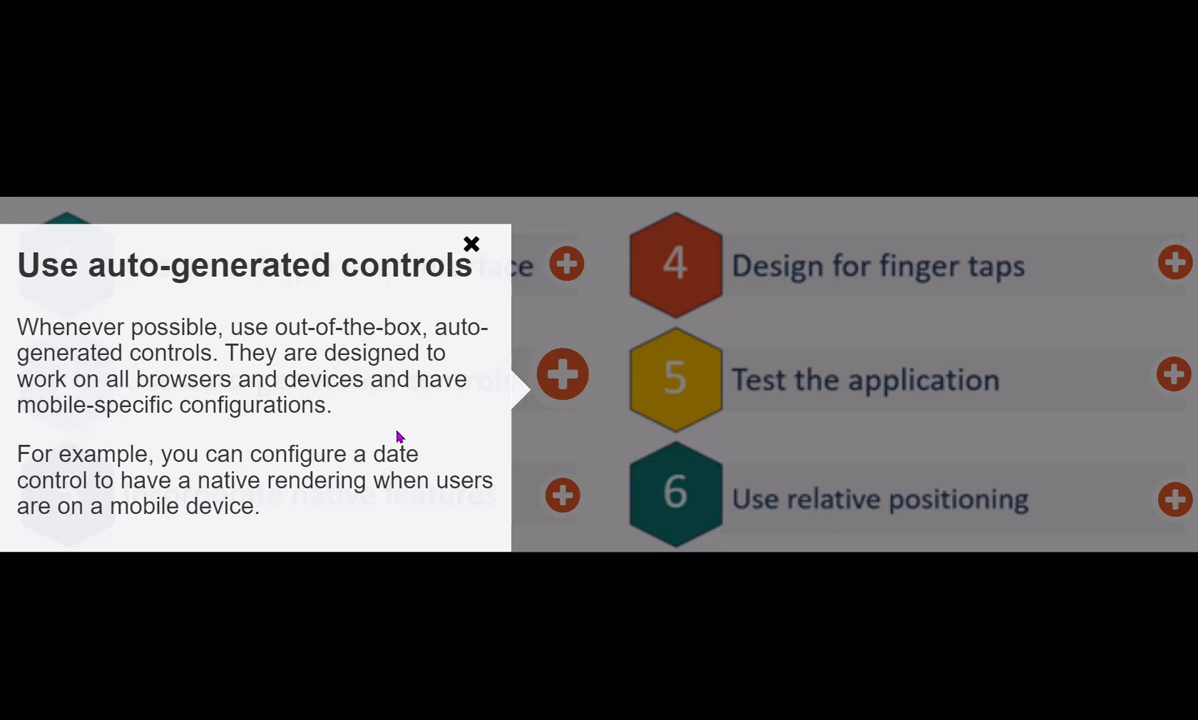 Use auto-generated controls
Whenever possible, use out-of-the-box, auto-
generated controls. They are designed to
work on all browsers and devices and have
mobile-specific configurations.
For example, you can configure a date
control to have a native rendering when users
are on a mobile device.
4 Design for finger taps
5 Test the application
6 Use relative positioning